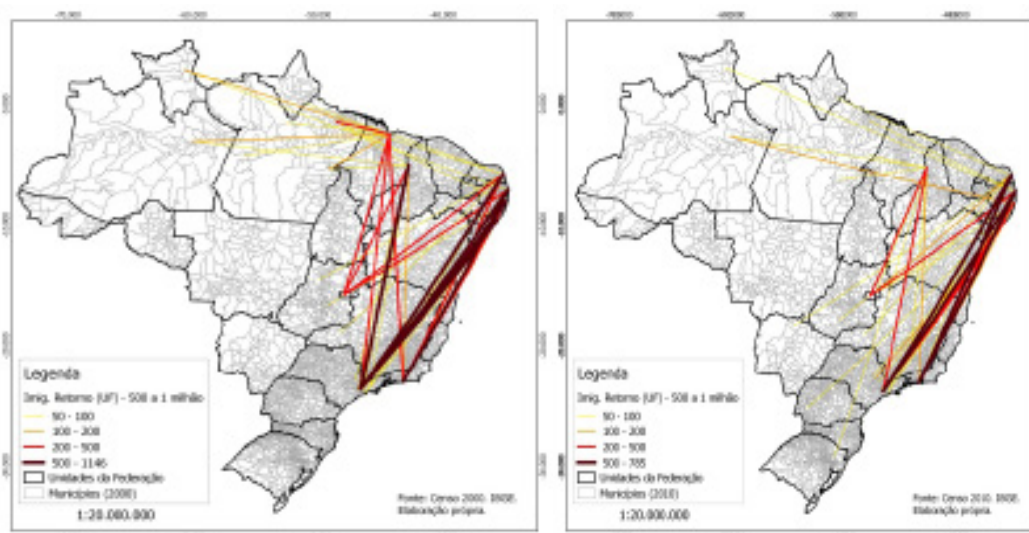 Legenda
Imig. Retorno (UF) - 500 a 1 milhão
50 - 100
100 - 200
200 - 500
500 - 1146
Unidades da Federação
Municípios (2000)
1:20.000.000
Fonte: Censo 2000. IBGE.
Elaboração própria.
Legenda
Imig. Retorno (UF) - 500 a 1 milhão
50 - 100
100 - 200
200 - 500
500 - 785
Unidades da Federação
Municípios (2010)
1:20.000.000
Fonte: Censo 2010. IBGE.
Elaboração própria.